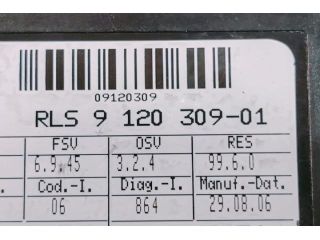 09120309
RLS 9 120 309-01
FSV OSV RES
6.9.45 3.2.4 99.6.0
Cod.-I. Diag.-I. Manuf.-Dat.
06 864 29.08.06